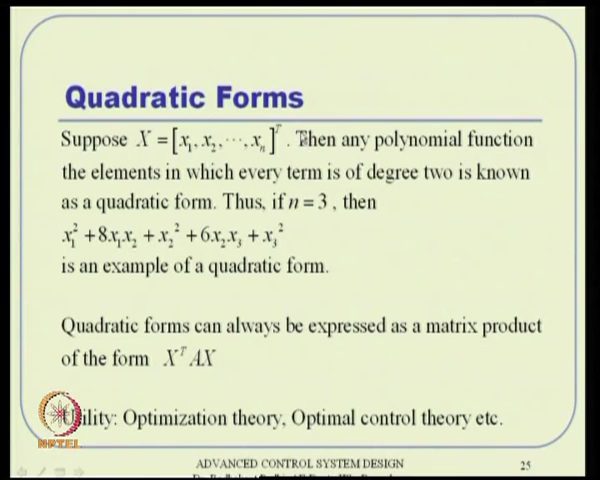 Quadratic Forms
Suppose X = [x₁, x₂, ⋯, xₙ]ᵀ. Then any polynomial function
the elements in which every term is of degree two is known
as a quadratic form. Thus, if n = 3, then
x₁² + 8x₁x₂ + x₂² + 6x₂x₃ + x₃²
is an example of a quadratic form.
Quadratic forms can always be expressed as a matrix product
of the form XᵀAX
Utility: Optimization theory, Optimal control theory etc.
NPTEL
ADVANCED CONTROL SYSTEM DESIGN
25